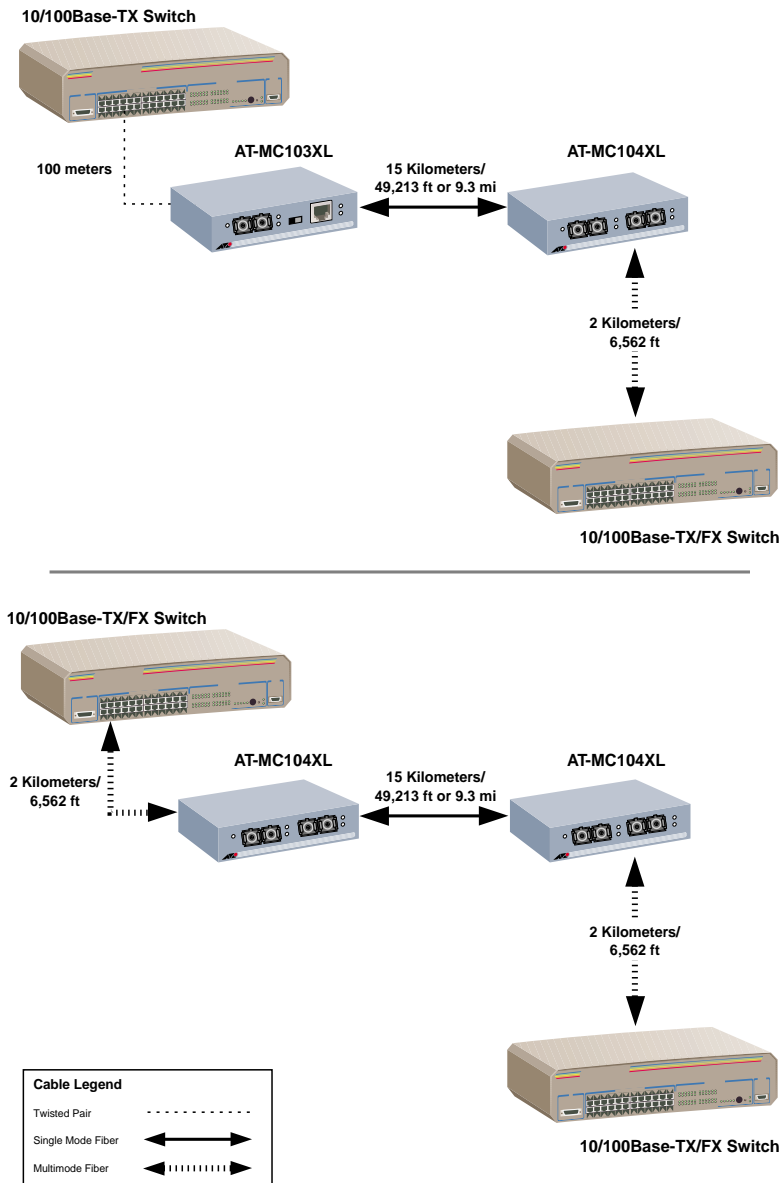 10/100Base-TX Switch
100 meters
AT-MC103XL
15 Kilometers/
49,213 ft or 9.3 mi
AT-MC104XL
2 Kilometers/
6,562 ft
10/100Base-TX/FX Switch
10/100Base-TX/FX Switch
2 Kilometers/
6,562 ft
AT-MC104XL
15 Kilometers/
49,213 ft or 9.3 mi
AT-MC104XL
2 Kilometers/
6,562 ft
10/100Base-TX/FX Switch
Cable Legend
Twisted Pair
Single Mode Fiber
Multimode Fiber